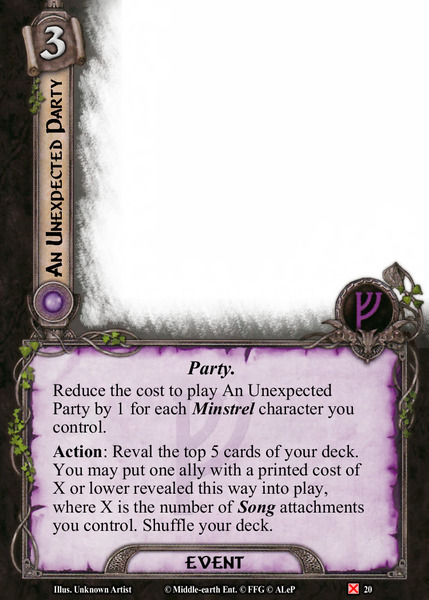 3
An Unexpected Party
Party.
Reduce the cost to play An Unexpected
Party by 1 for each Minstrel character you
control.
Action: Reval the top 5 cards of your deck.
You may put one ally with a printed cost of
X or lower revealed this way into play,
where X is the number of Song attachments
you control. Shuffle your deck.
Event
Illus. Unknown Artist © Middle-earth Ent. © FFG © ALeP 20